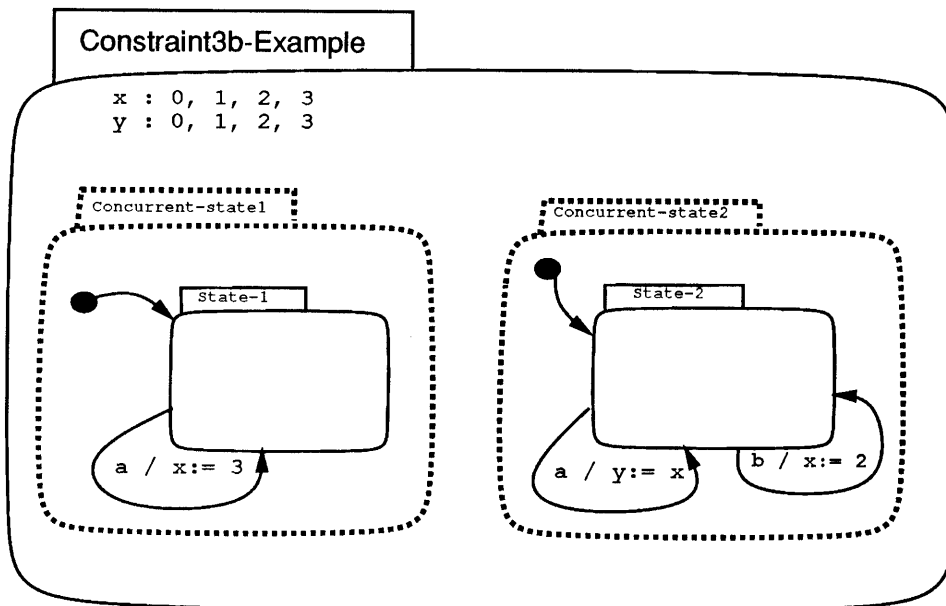 Constraint3b-Example
x : 0, 1, 2, 3
y : 0, 1, 2, 3
Concurrent-state1
Concurrent-state2
State-1
State-2
a / x:= 3
a / y:= x
b / x:= 2